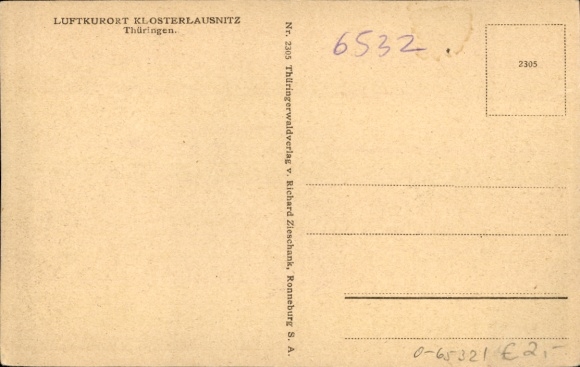 LUFTKURORT KLOSTERLAUSNITZ
Thüringen.
Nr. 2305 Thüringerwaldverlag v. Richard Zieschank, Ronneburg S. A.
6532
2305
0-65321 € 2,-